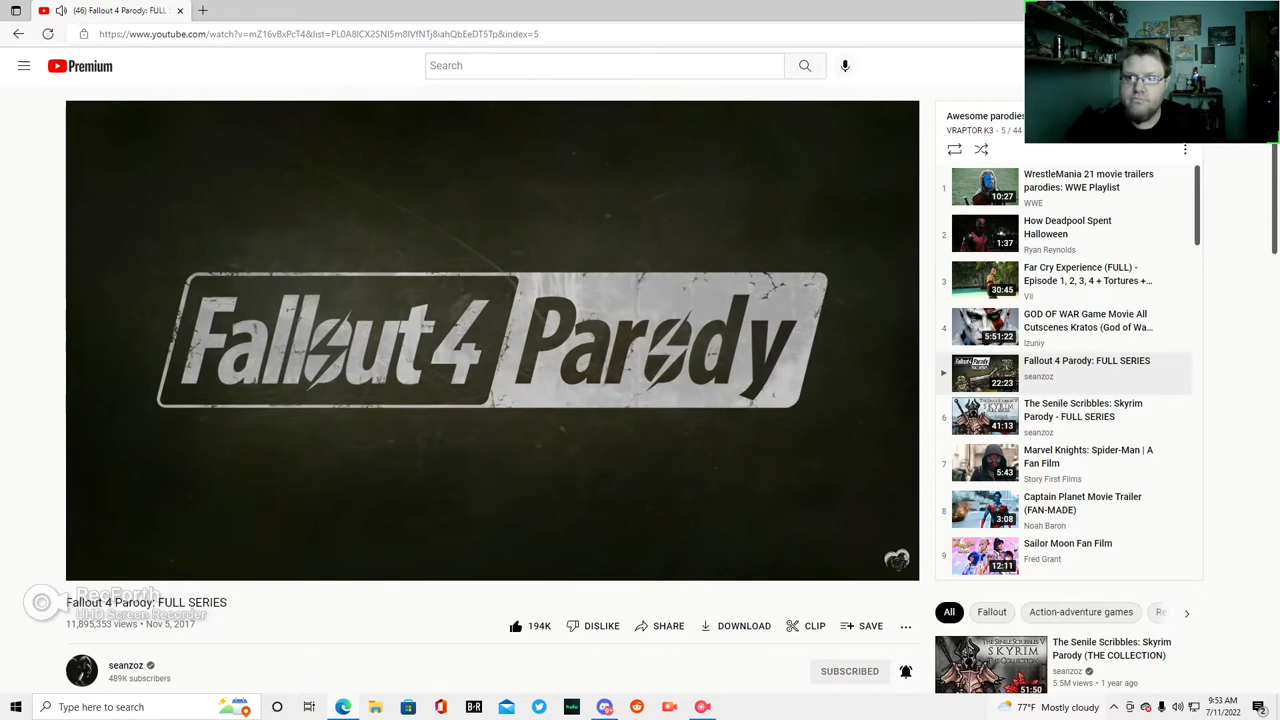 (46) Fallout 4 Parody: FULL S
https://www.youtube.com/watch?v=mZ16vBxPcT4&list=PL0A8ICX2SNI5m8IVfNTj8iahQbEeDT5Tp&index=5
Premium
Search
Fallout 4 Parody
Awesome parodies
VRAPTOR K3 - 5 / 44
1
10:27
WrestleMania 21 movie trailers
parodies: WWE Playlist
WWE
2
1:37
How Deadpool Spent
Halloween
Ryan Reynolds
3
30:45
Far Cry Experience (FULL) -
Episode 1, 2, 3, 4 + Tortures +…
Vil
4
5:51:22
GOD OF WAR Game Movie All
Cutscenes Kratos (God of Wa…
Izuniy
22:23
Fallout 4 Parody: FULL SERIES
seanzoz
6
41:13
The Senile Scribbles: Skyrim
Parody - FULL SERIES
seanzoz
7
5:43
Marvel Knights: Spider-Man | A
Fan Film
Story First Films
8
3:08
Captain Planet Movie Trailer
(FAN-MADE)
Noah Baron
9
12:11
Sailor Moon Fan Film
Fred Grant
RecForth
UHD Screen Recorder
Fallout 4 Parody: FULL SERIES
11,895,353 views • Nov 5, 2017
194K
DISLIKE
SHARE
DOWNLOAD
CLIP
SAVE
seanzoz
489K subscribers
SUBSCRIBED
All
Fallout
Action-adventure games
Re
51:50
The Senile Scribbles: Skyrim
Parody (THE COLLECTION)
seanzoz
5.5M views • 1 year ago
Type here to search
B-R
hulu
77°F Mostly cloudy
9:53 AM
7/11/2022
2